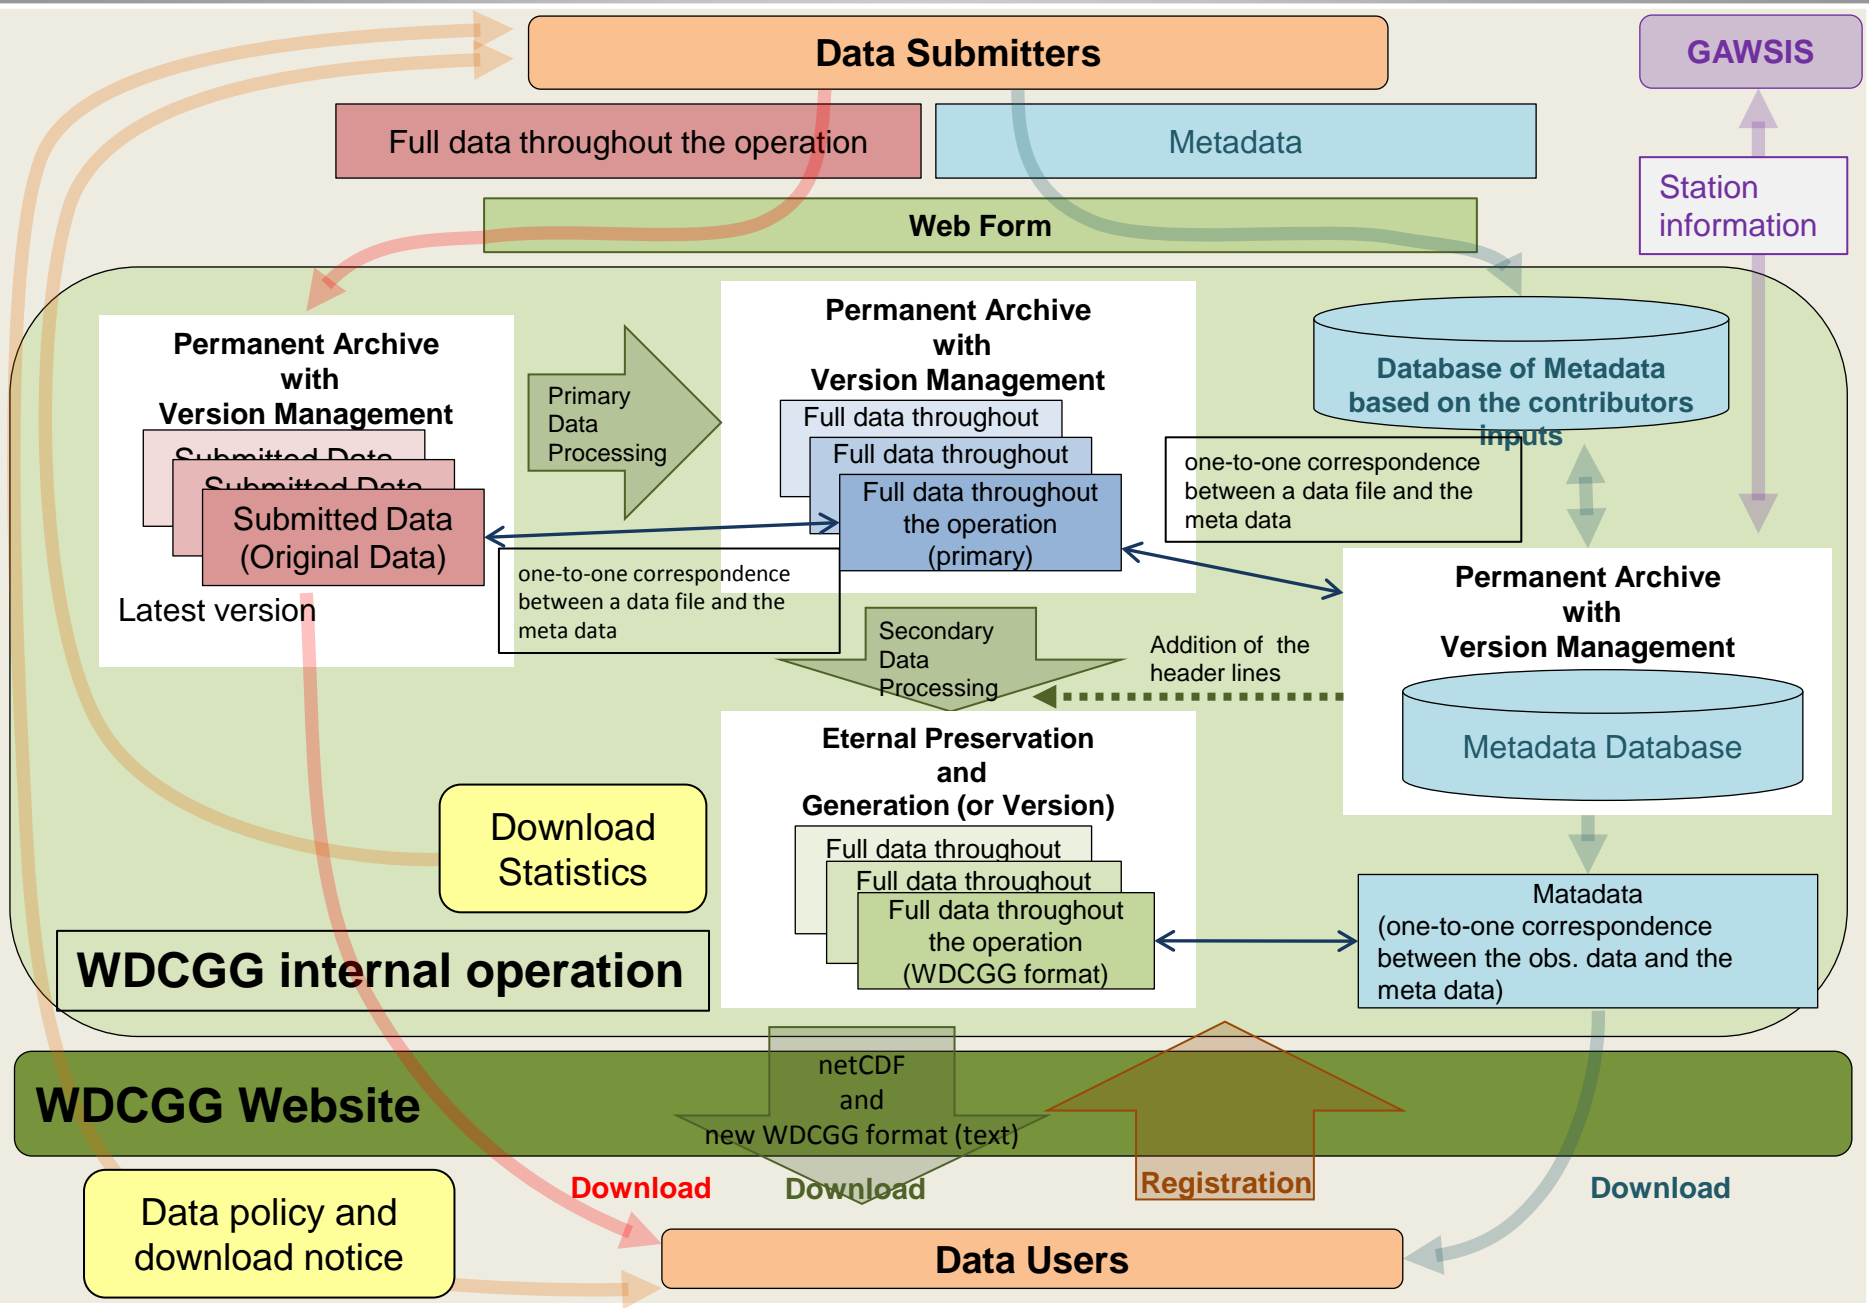 Data Submitters
GAWSIS
Full data throughout the operation
Metadata
Station
information
Web Form
Permanent Archive
with
Version Management
Submitted Data
Submitted Data
Submitted Data
(Original Data)
Latest version
Primary
Data
Processing
Permanent Archive
with
Version Management
Full data throughout
Full data throughout
Full data throughout
the operation
(primary)
Database of Metadata
based on the contributors
inputs
one-to-one correspondence
between a data file and the
meta data
one-to-one correspondence
between a data file and the
meta data
Permanent Archive
with
Version Management
Metadata Database
Secondary
Data
Processing
Addition of the
header lines
Eternal Preservation
and
Generation (or Version)
Full data throughout
Full data throughout
Full data throughout
the operation
(WDCGG format)
Download
Statistics
Matadata
(one-to-one correspondence
between the obs. data and the
meta data)
WDCGG internal operation
WDCGG Website
netCDF
and
new WDCGG format (text)
Download
Download
Registration
Download
Data policy and
download notice
Data Users